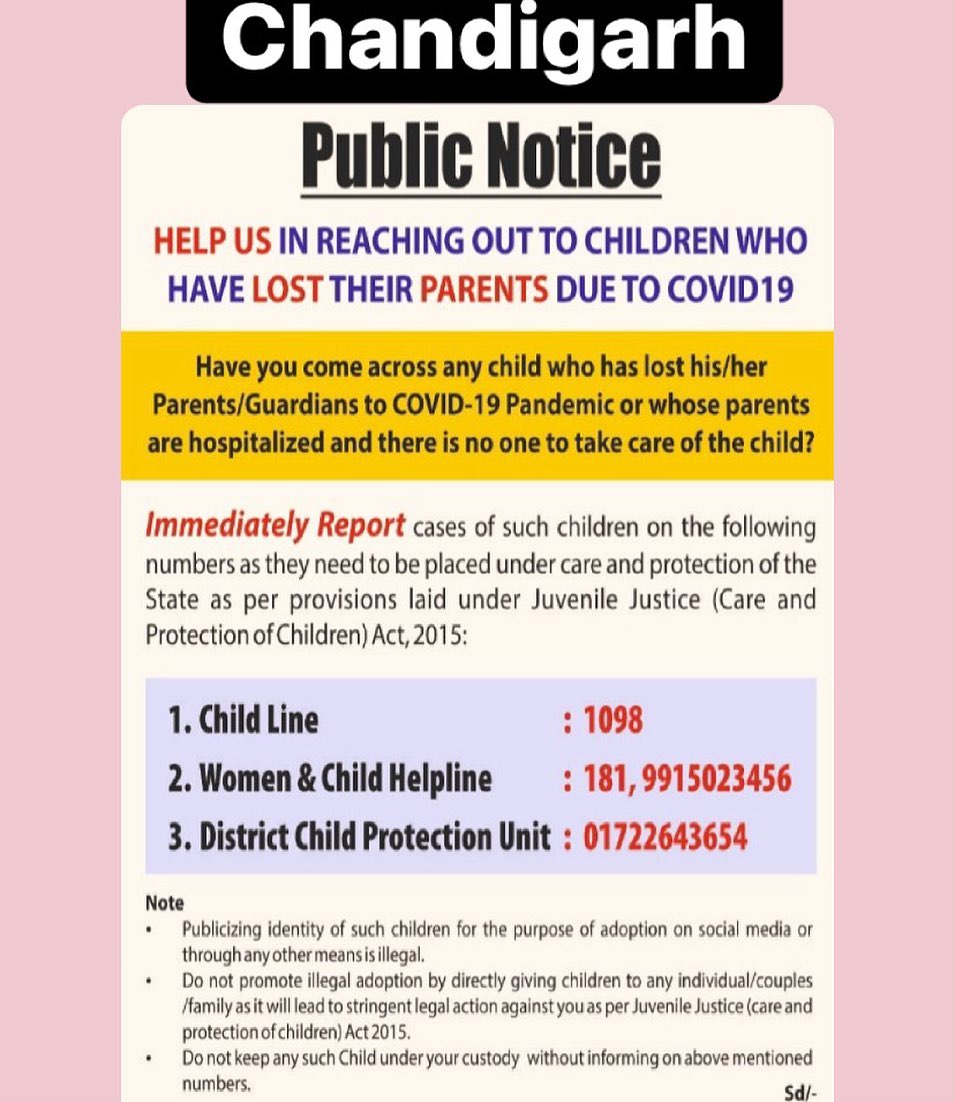 Chandigarh
Public Notice
HELP US IN REACHING OUT TO CHILDREN WHO
HAVE LOST THEIR PARENTS DUE TO COVID19
Have you come across any child who has lost his/her
Parents/Guardians to COVID-19 Pandemic or whose parents
are hospitalized and there is no one to take care of the child?
Immediately Report cases of such children on the following
numbers as they need to be placed under care and protection of the
State as per provisions laid under Juvenile Justice (Care and
Protection of Children) Act, 2015:
1. Child Line : 1098
2. Women & Child Helpline : 181, 9915023456
3. District Child Protection Unit : 01722643654
Note
• Publicizing identity of such children for the purpose of adoption on social media or
through any other means is illegal.
• Do not promote illegal adoption by directly giving children to any individual/couples
/family as it will lead to stringent legal action against you as per Juvenile Justice (care and
protection of children) Act 2015.
• Do not keep any such Child under your custody without informing on above mentioned
numbers.
Sd/-